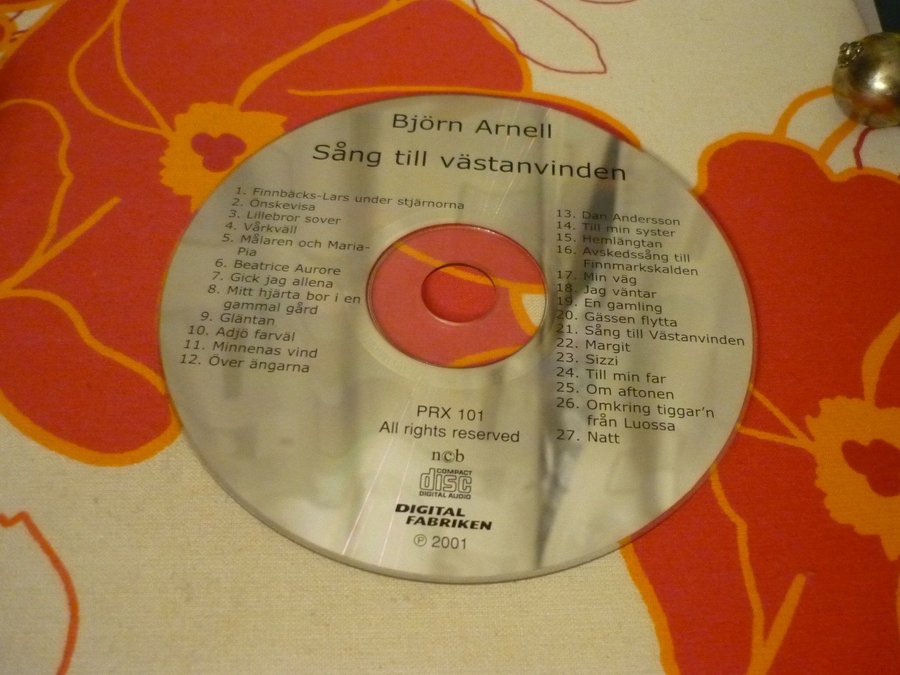 Björn Arnell
Sång till västanvinden
1. Finnbäcks-Lars under stjärnorna
2. Önskevisa
3. Lillebror sover
4. Vårkväll
5. Målaren och Maria-
Pia
6. Beatrice Aurore
7. Gick jag allena
8. Mitt hjärta bor i en
gammal gård
9. Gläntan
10. Adjö farväl
11. Minnenas vind
12. Över ängarna
13. Dan Andersson
14. Till min syster
15. Hemlängtan
16. Avskedssång till
Finnmarkskalden
17. Min väg
18. Jag väntar
19. En gamling
20. Gässen flytta
21. Sång till Västanvinden
22. Margit
23. Sizzi
24. Till min far
25. Om aftonen
26. Omkring tiggar'n
från Luossa
27. Natt
PRX 101
All rights reserved
n©b
COMPACT
disc
DIGITAL AUDIO
DIGITAL
FABRIKEN
℗ 2001